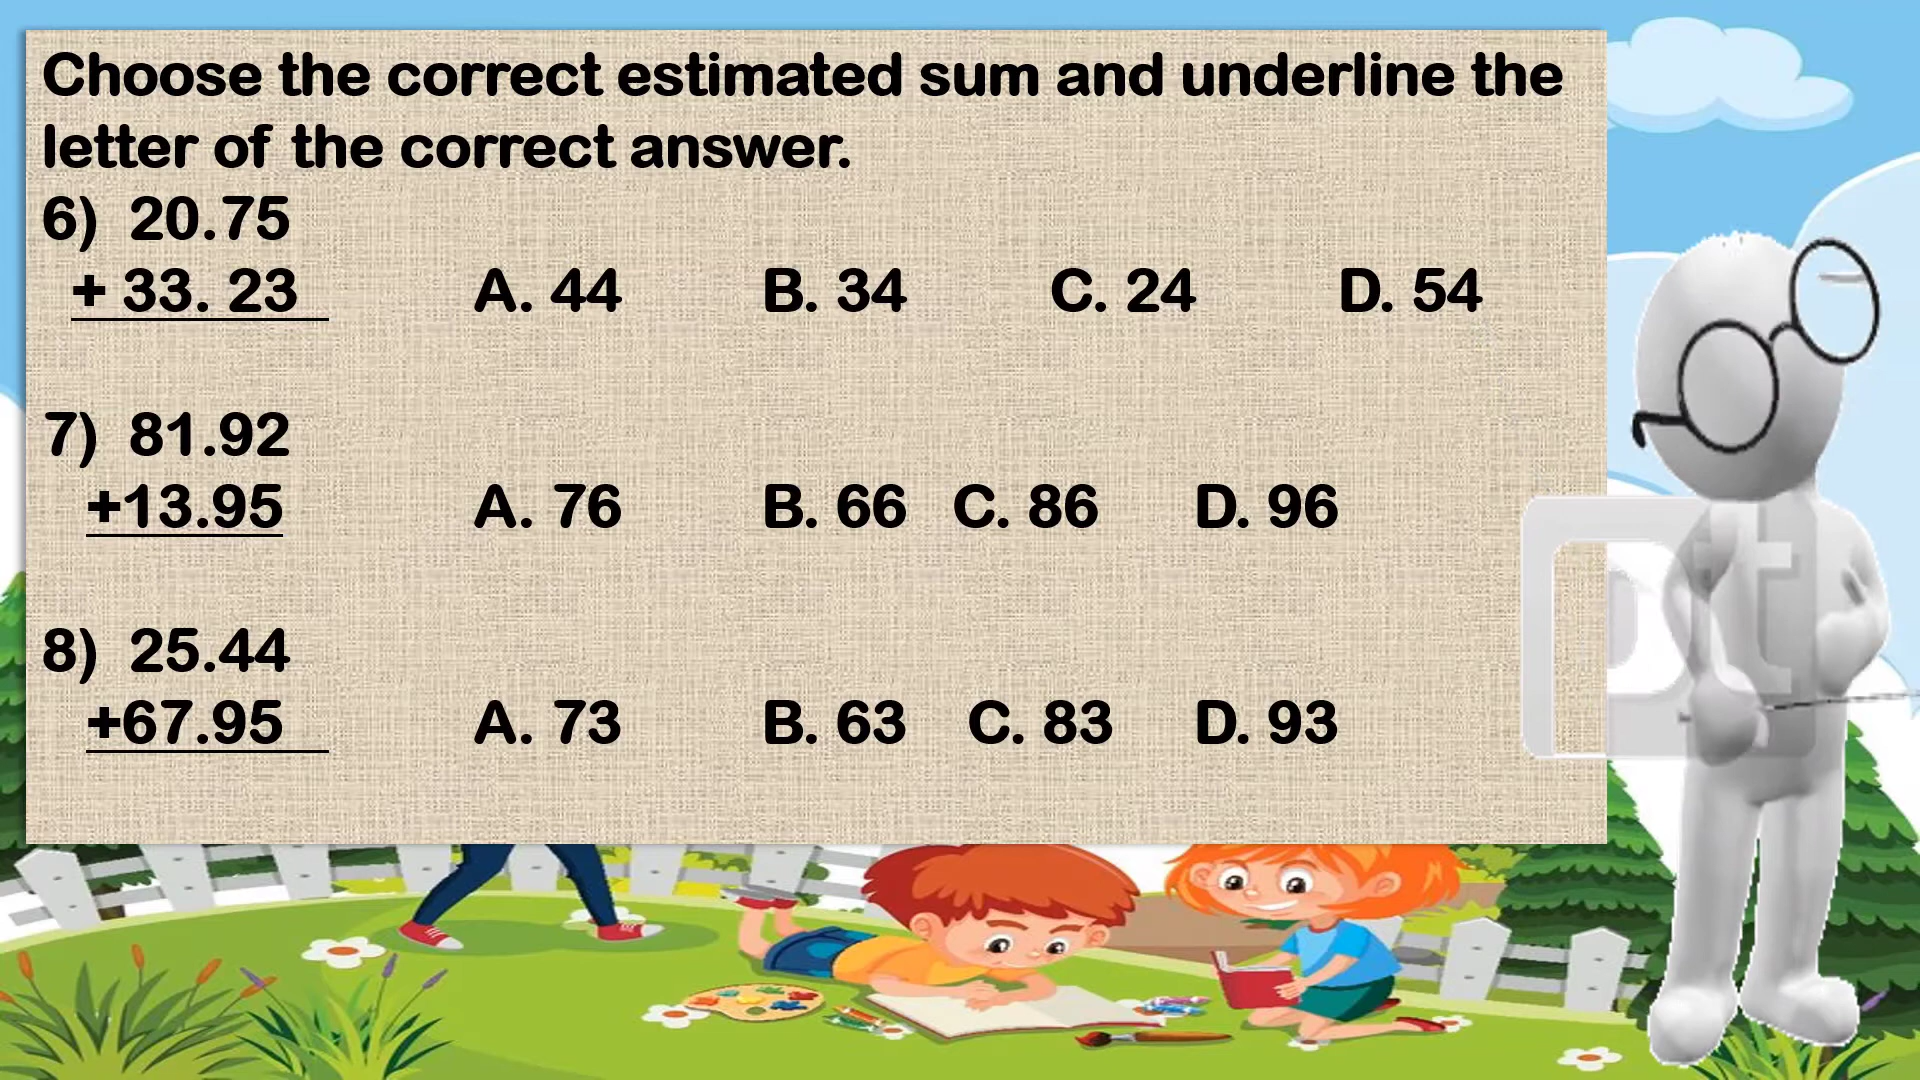 Choose the correct estimated sum and underline the
letter of the correct answer.
6) 20.75
+ 33. 23 A. 44 B. 34 C. 24 D. 54
7) 81.92
+13.95 A. 76 B. 66 C. 86 D. 96
8) 25.44
+67.95 A. 73 B. 63 C. 83 D. 93